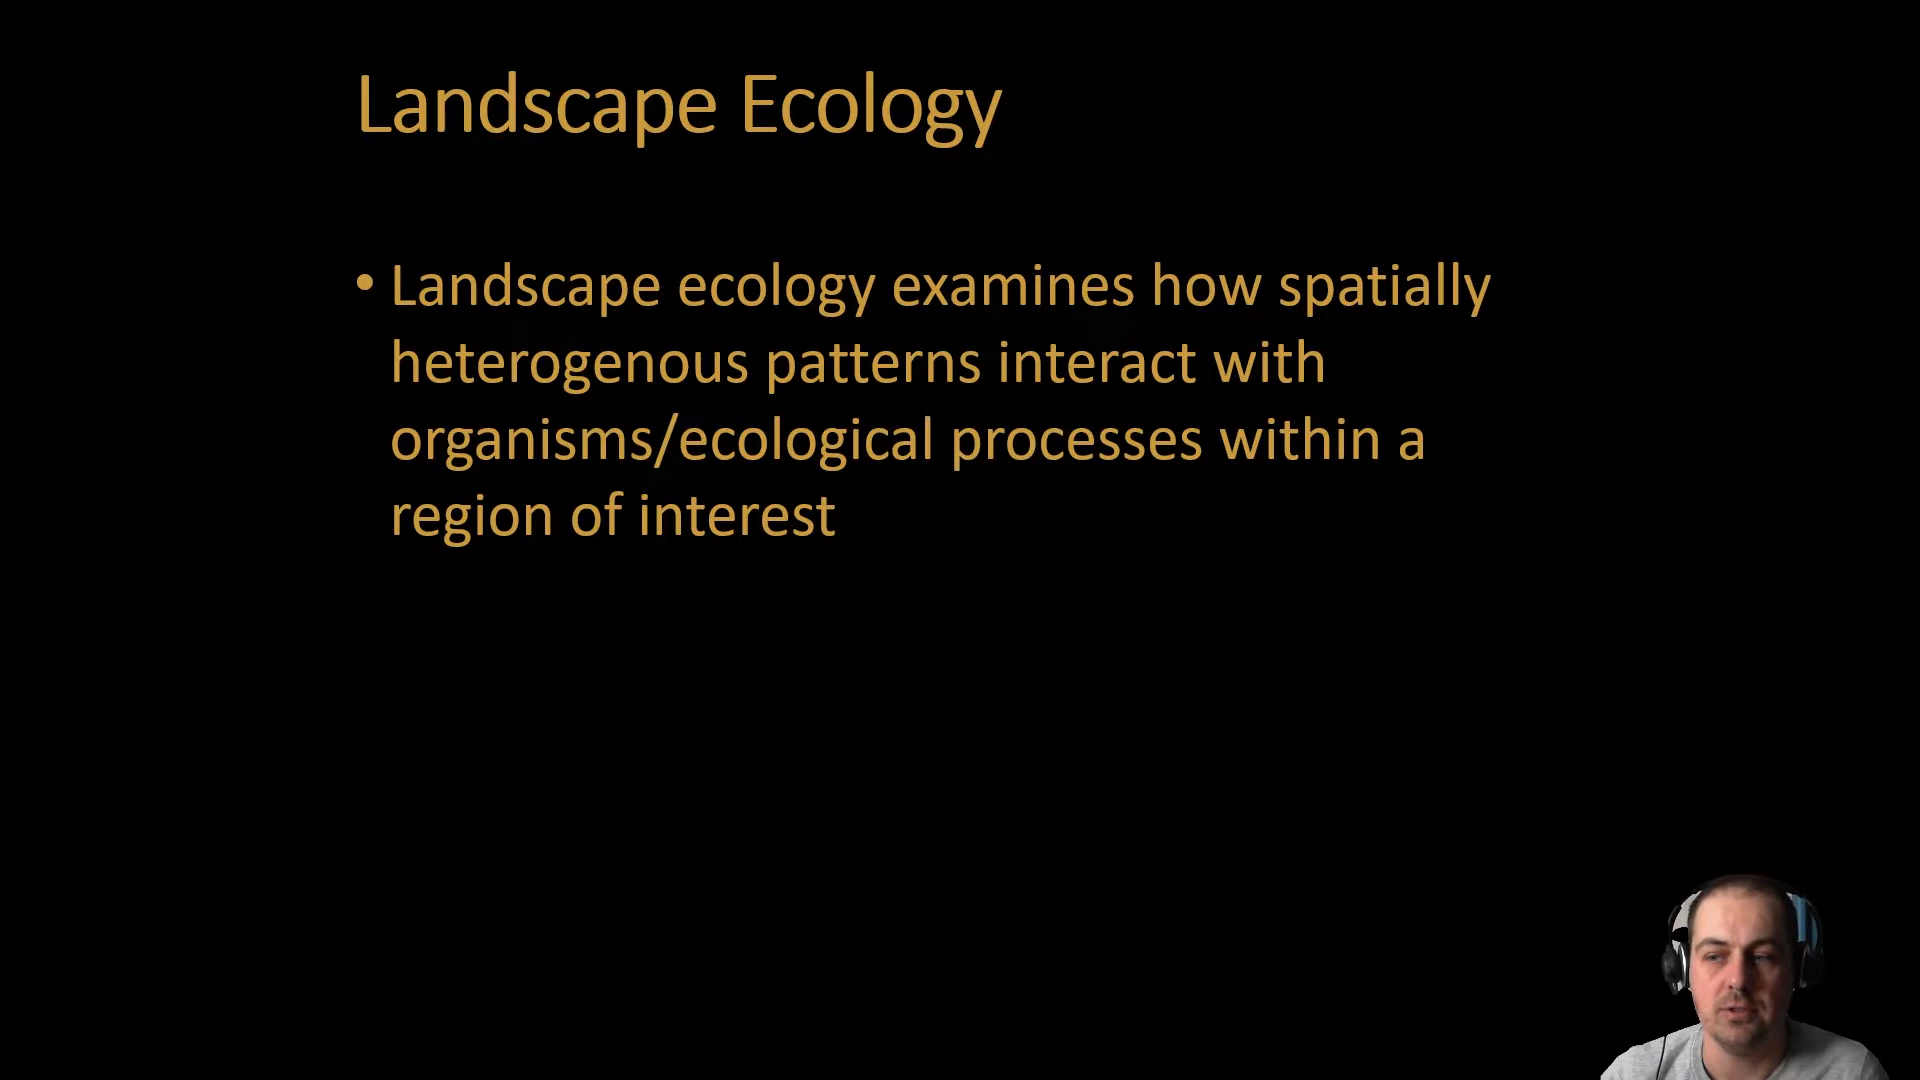 Landscape Ecology
• Landscape ecology examines how spatially
heterogenous patterns interact with
organisms/ecological processes within a
region of interest